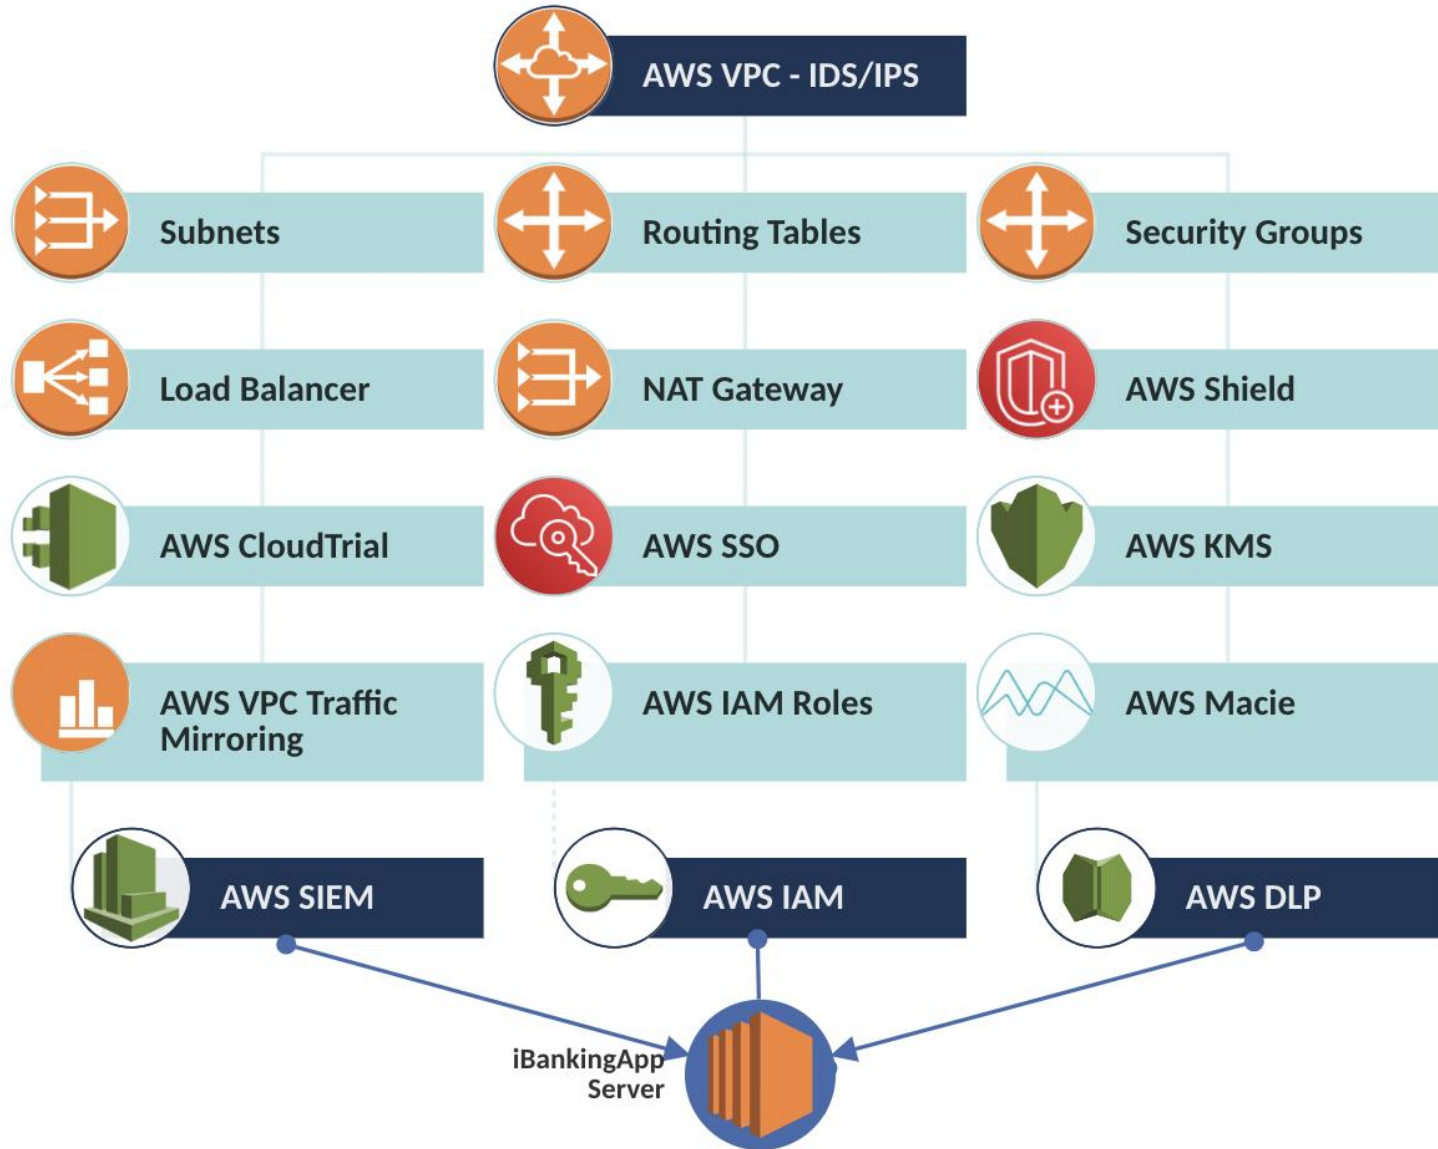 AWS VPC - IDS/IPS
Subnets
Routing Tables
Security Groups
Load Balancer
NAT Gateway
AWS Shield
AWS CloudTrial
AWS SSO
AWS KMS
AWS VPC Traffic
Mirroring
AWS IAM Roles
AWS Macie
AWS SIEM
AWS IAM
AWS DLP
iBankingApp
Server